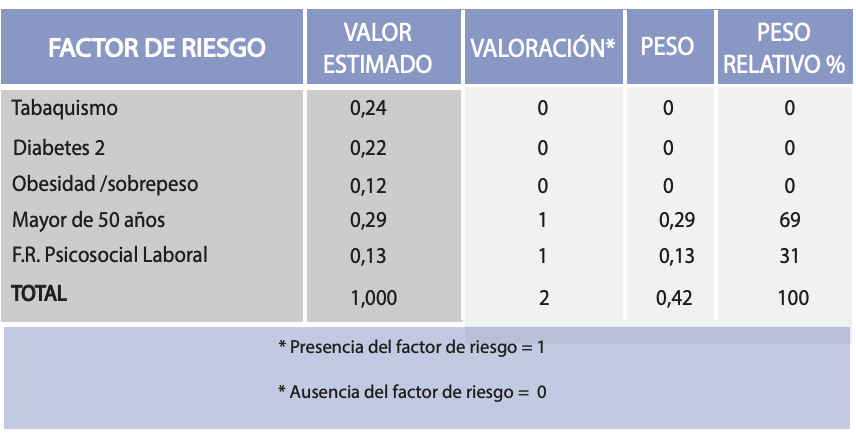 FACTOR DE RIESGO VALOR ESTIMADO VALORACIÓN* PESO PESO RELATIVO %
Tabaquismo 0,24 0 0 0
Diabetes 2 0,22 0 0 0
Obesidad /sobrepeso 0,12 0 0 0
Mayor de 50 años 0,29 1 0,29 69
F.R. Psicosocial Laboral 0,13 1 0,13 31
TOTAL 1,000 2 0,42 100
* Presencia del factor de riesgo = 1
* Ausencia del factor de riesgo = 0